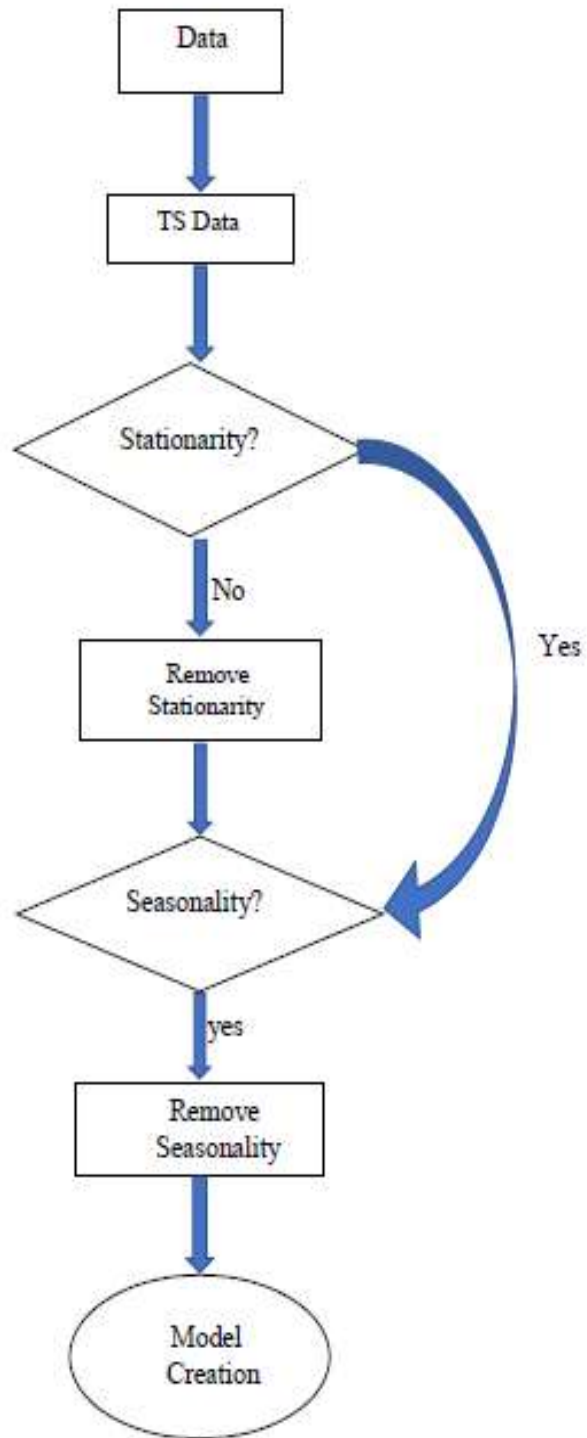 Data
TS Data
Stationarity?
No
Yes
Remove
Stationarity
Seasonality?
yes
Remove
Seasonality
Model
Creation